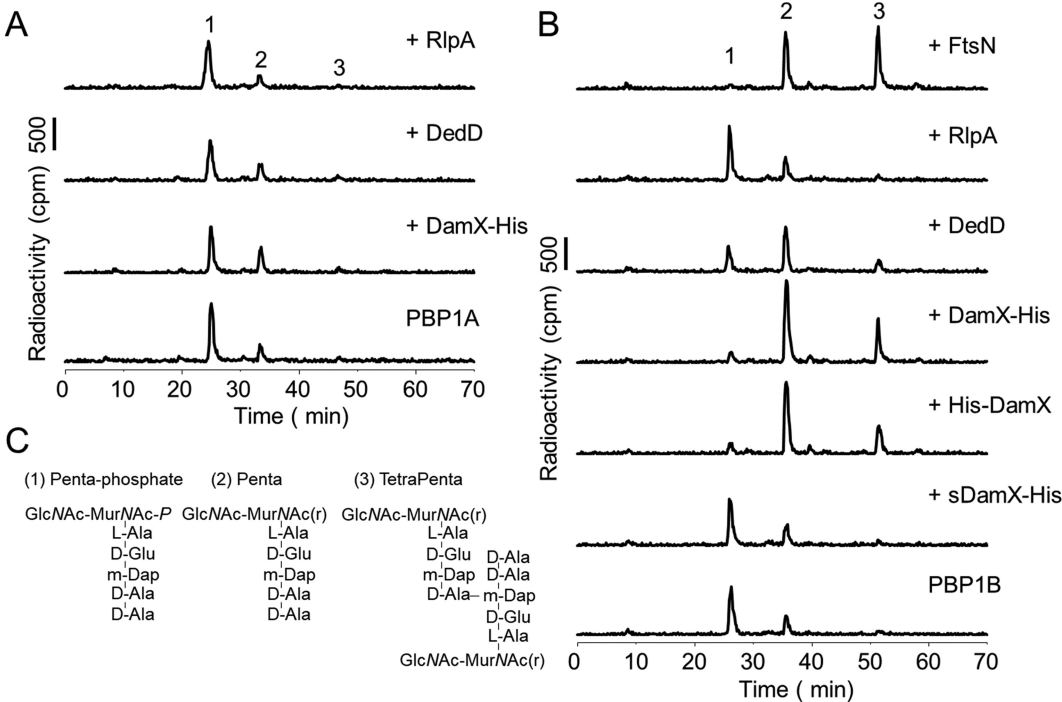 A
1
2
3
+ RlpA
500
+ DedD
+ DamX-His
PBP1A
Radioactivity (cpm)
0 10 20 30 40 50 60 70
Time ( min)
B
1
2
3
+ FtsN
+ RlpA
+ DedD
500
+ DamX-His
+ His-DamX
+ sDamX-His
PBP1B
Radioactivity (cpm)
0 10 20 30 40 50 60 70
Time ( min)
C
(1) Penta-phosphate
GlcNAc-MurNAc-P
L-Ala
D-Glu
m-Dap
D-Ala
D-Ala
(2) Penta
GlcNAc-MurNAc(r)
L-Ala
D-Glu
m-Dap
D-Ala
D-Ala
(3) TetraPenta
GlcNAc-MurNAc(r)
L-Ala
D-Glu D-Ala
m-Dap D-Ala
D-Ala– m-Dap
D-Glu
L-Ala
GlcNAc-MurNAc(r)